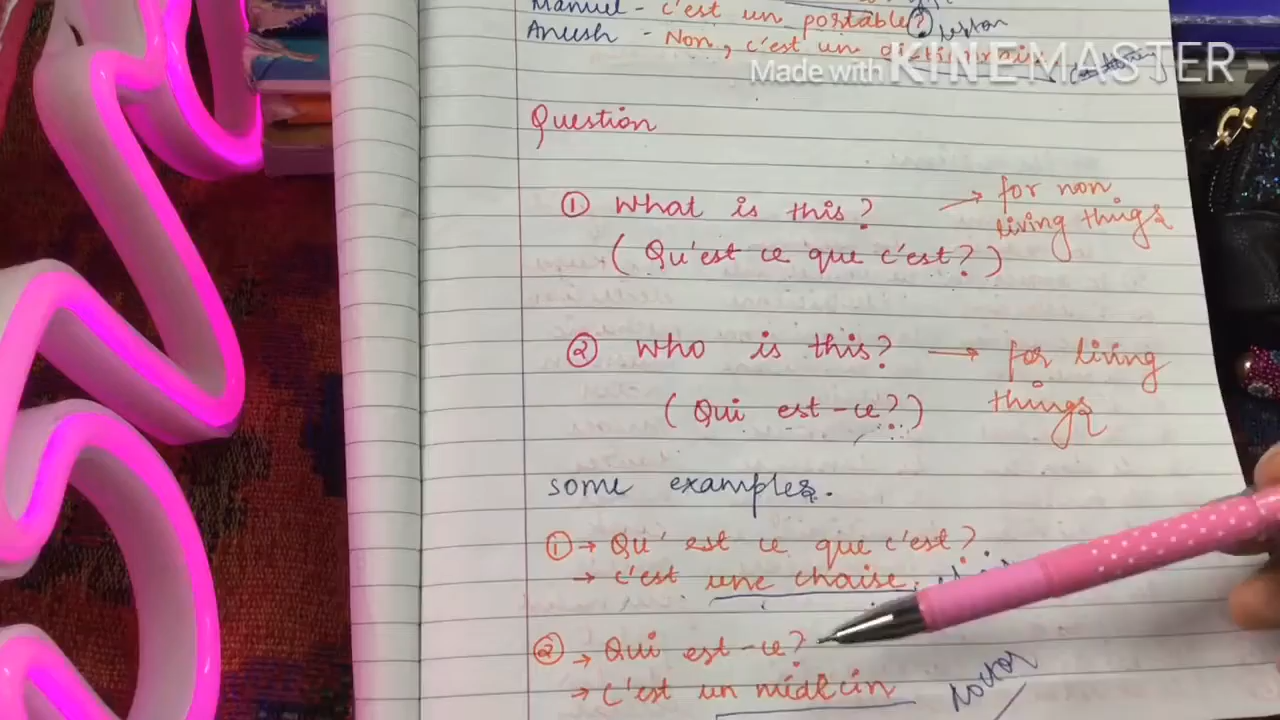 Manuel - c'est un portable?
Anush - Non, c'est un
Made with KINEMASTER
Question
① What is this? → for non living things
(Qu'est ce que c'est?)
② Who is this? → for living things
(Qui est-ce?)
some examples.
① → Qu'est ce que c'est?
→ c'est une chaise.
② → Qui est-ce?
→ c'est un médecin Doctor